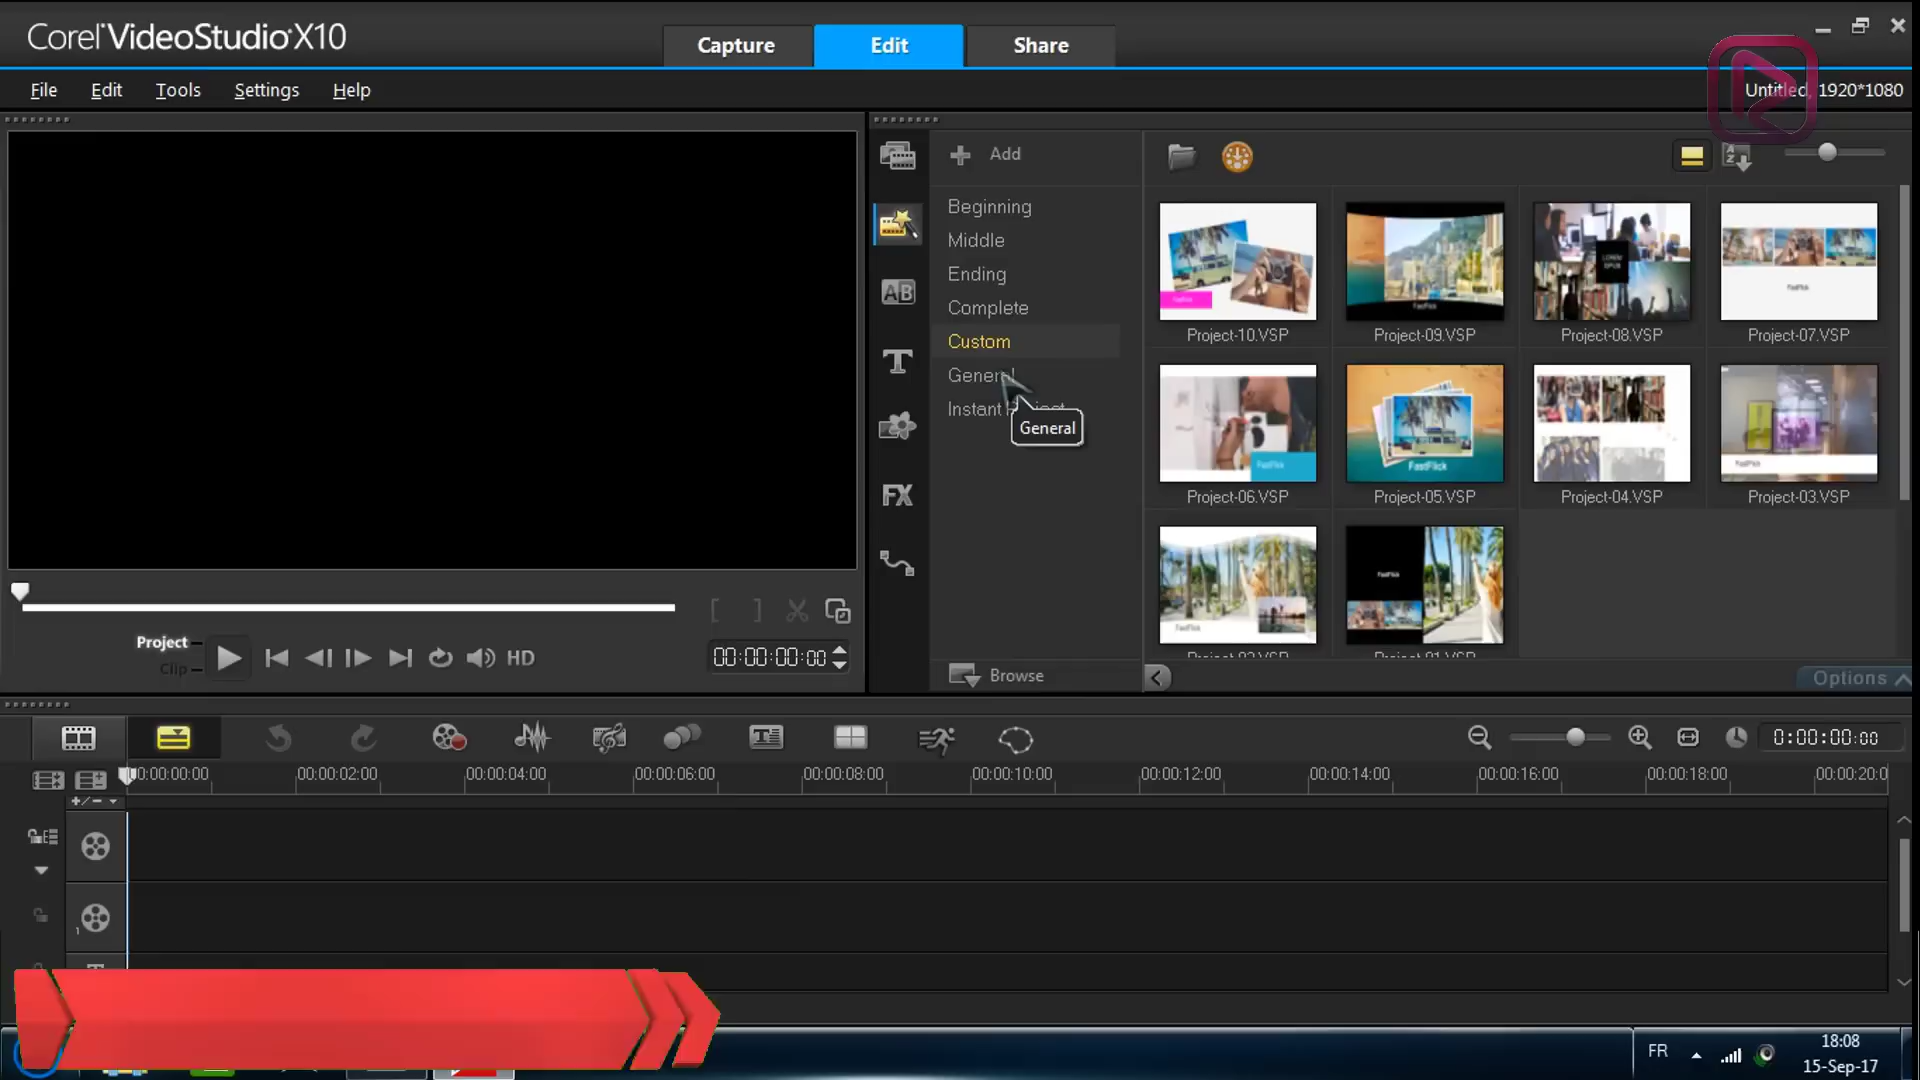 Corel VideoStudio X10
Capture
Edit
Share
File
Edit
Tools
Settings
Help
Untitled, 1920*1080
Add
Beginning
Middle
Ending
Complete
Custom
General
Instant Project
General
Browse
Project-10.VSP
Project-09.VSP
Project-08.VSP
Project-07.VSP
Project-06.VSP
Project-05.VSP
Project-04.VSP
Project-03.VSP
FastFlick
Options
Project
Clip
HD
00:00:00:00
0:00:00:00
00:00:00:00
00:00:02:00
00:00:04:00
00:00:06:00
00:00:08:00
00:00:10:00
00:00:12:00
00:00:14:00
00:00:16:00
00:00:18:00
00:00:20:0
FR
18:08
15-Sep-17